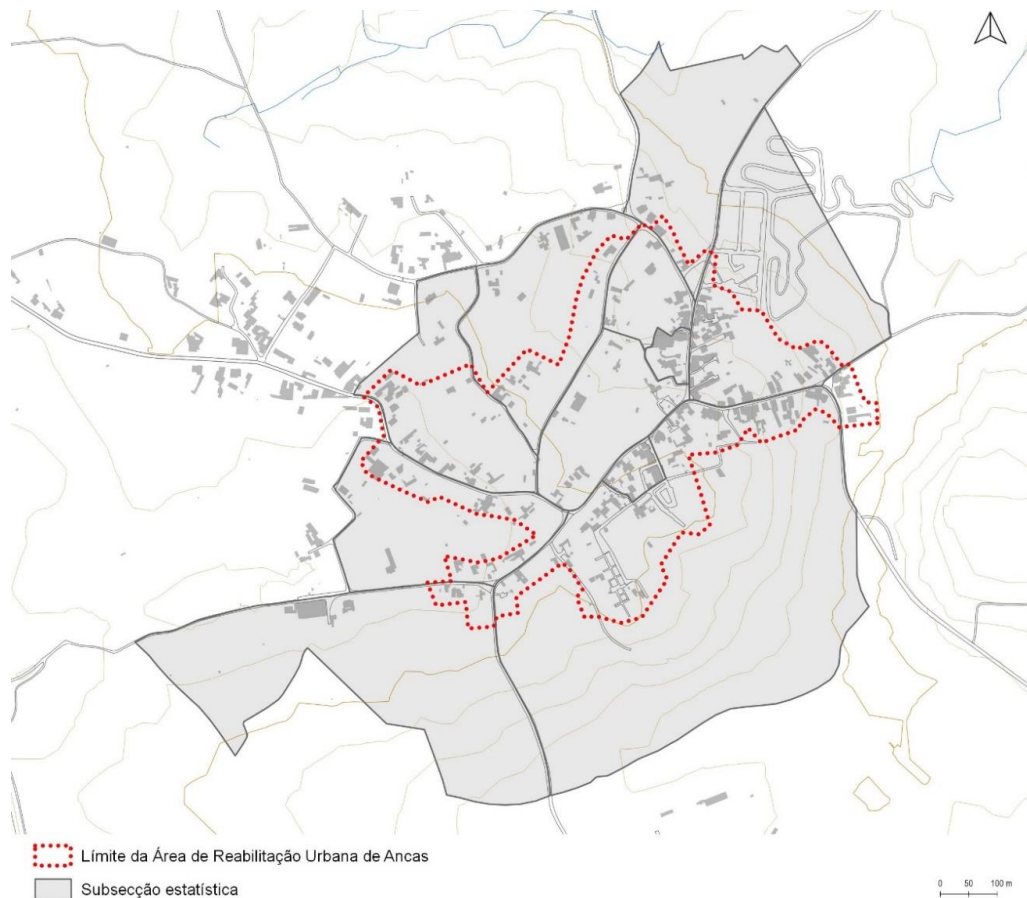 Límite da Área de Reabilitação Urbana de Ancas
Subsecção estatística
0 50 100 m